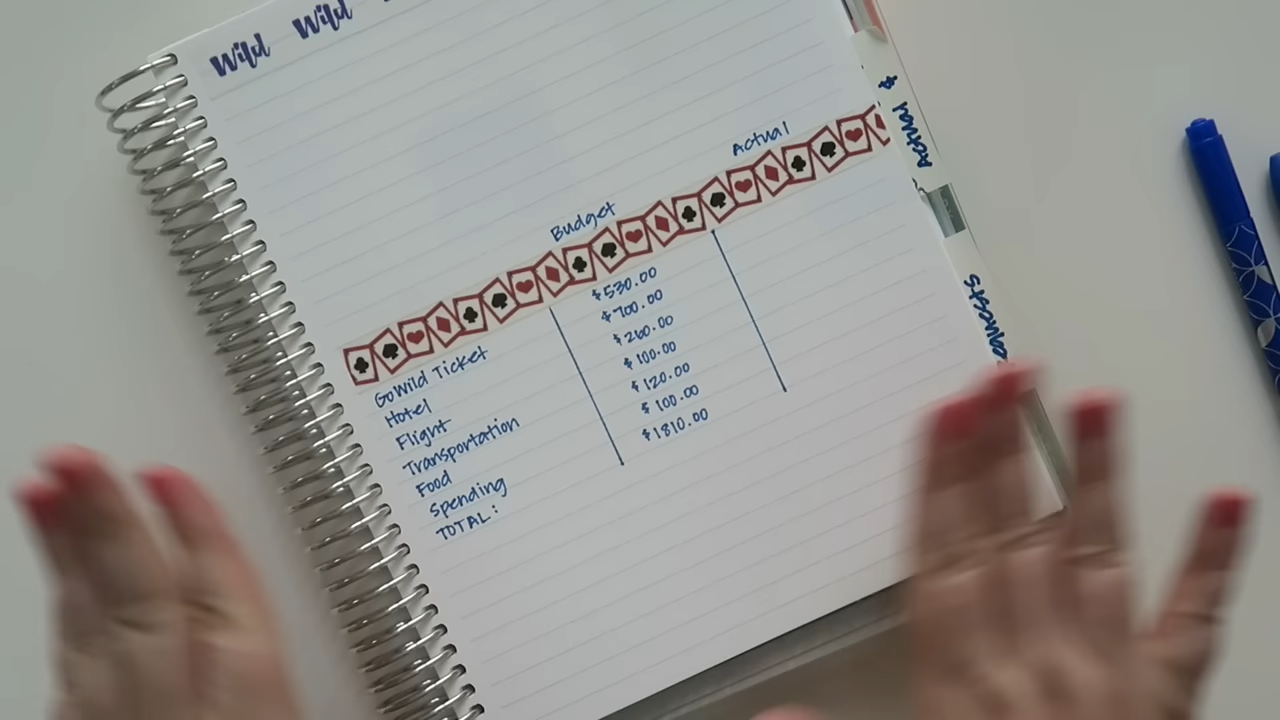 Wild Wild
Budget Actual
GoWild Ticket $530.00
Hotel $700.00
Flight $260.00
Transportation $100.00
Food $120.00
Spending $100.00
TOTAL: $1810.00
Actual $